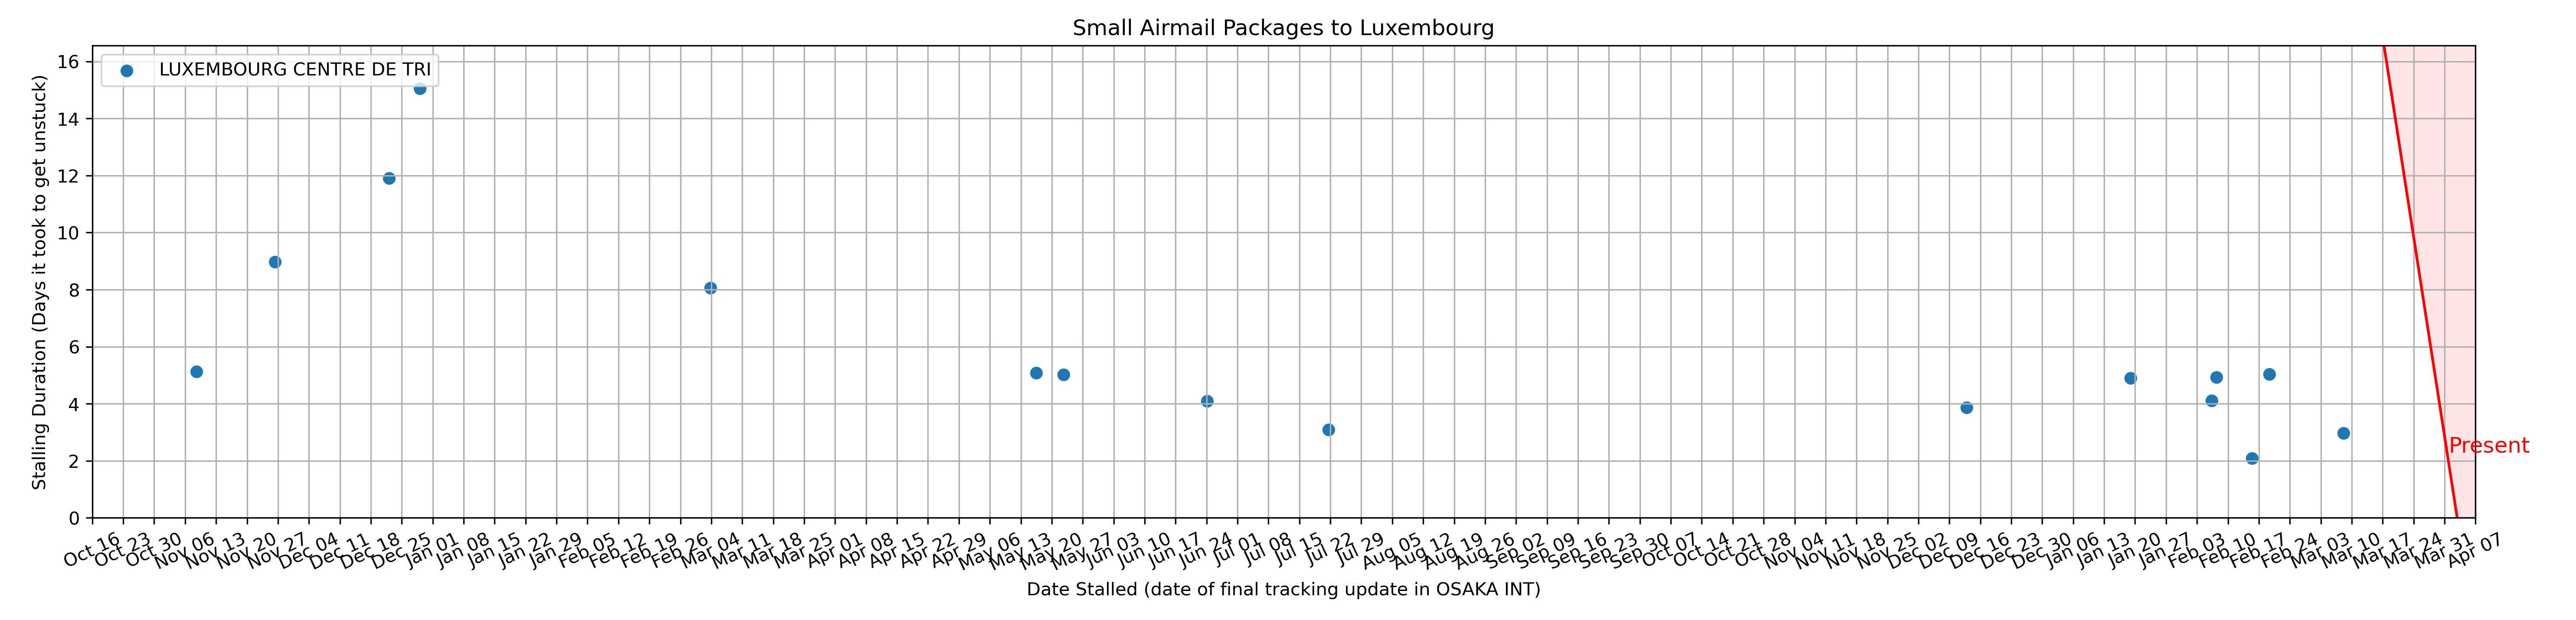 Small Airmail Packages to Luxembourg
LUXEMBOURG CENTRE DE TRI
Stalling Duration (Days it took to get unstuck)
16
14
12
10
8
6
4
2
0
Present
Oct 16 Oct 23 Oct 30 Nov 06 Nov 13 Nov 20 Nov 27 Dec 04 Dec 11 Dec 18 Dec 25 Jan 01 Jan 08 Jan 15 Jan 22 Jan 29 Feb 05 Feb 12 Feb 19 Feb 26 Mar 04 Mar 11 Mar 18 Mar 25 Apr 01 Apr 08 Apr 15 Apr 22 Apr 29 May 06 May 13 May 20 May 27 Jun 03 Jun 10 Jun 17 Jun 24 Jul 01 Jul 08 Jul 15 Jul 22 Jul 29 Aug 05 Aug 12 Aug 19 Aug 26 Sep 02 Sep 09 Sep 16 Sep 23 Sep 30 Oct 07 Oct 14 Oct 21 Oct 28 Nov 04 Nov 11 Nov 18 Nov 25 Dec 02 Dec 09 Dec 16 Dec 23 Dec 30 Jan 06 Jan 13 Jan 20 Jan 27 Feb 03 Feb 10 Feb 17 Feb 24 Mar 03 Mar 10 Mar 17 Mar 24 Mar 31 Apr 07
Date Stalled (date of final tracking update in OSAKA INT)